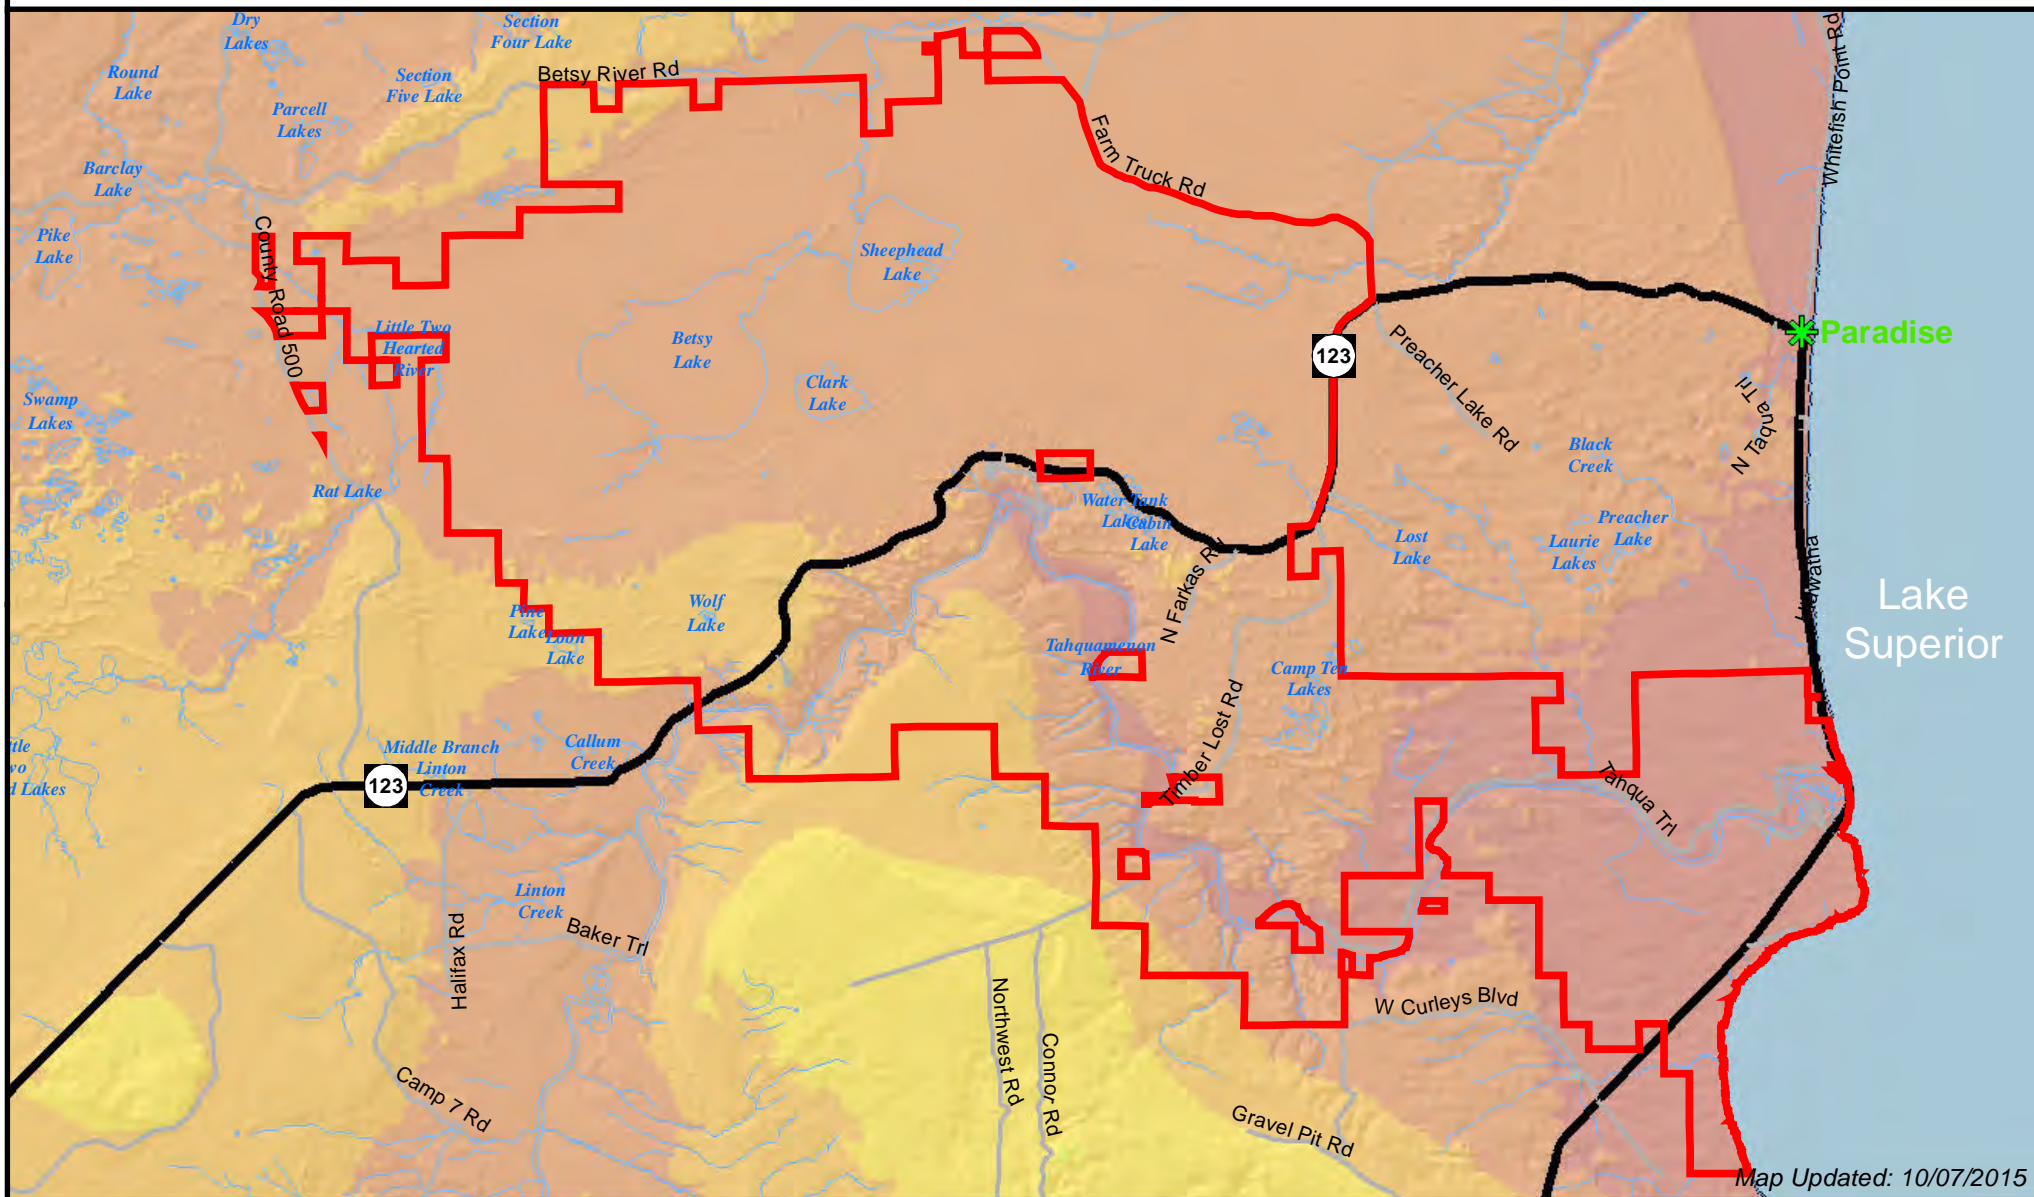 Dry
Lakes
Section
Four Lake
Round
Lake
Section
Five Lake
Betsy River Rd
Parcell
Lakes
Whitefish Point Rd
Farm Truck Rd
Barclay
Lake
Pike
Lake
County Road 500
Sheephead
Lake
Little Two
Hearted
River
Betsy
Lake
Clark
Lake
123
Preacher Lake Rd
Paradise
N Taqua Trl
Swamp
Lakes
Rat Lake
Black
Creek
Water Tank
Lakes
Cabin
Lake
Lost
Lake
Preacher
Lake
Laurie
Lakes
N Farkas Rd
Lake
Superior
Pine
Lake
Loon
Lake
Wolf
Lake
Tahquamenon
River
Camp Ten
Lakes
Timber Lost Rd
Lakes
Middle Branch
Linton
Creek
Callum
Creek
123
Tahqua Trl
Linton
Creek
Baker Trl
Halifax Rd
Northwest Rd
Connor Rd
W Curleys Blvd
Camp 7 Rd
Gravel Pit Rd
Map Updated: 10/07/2015